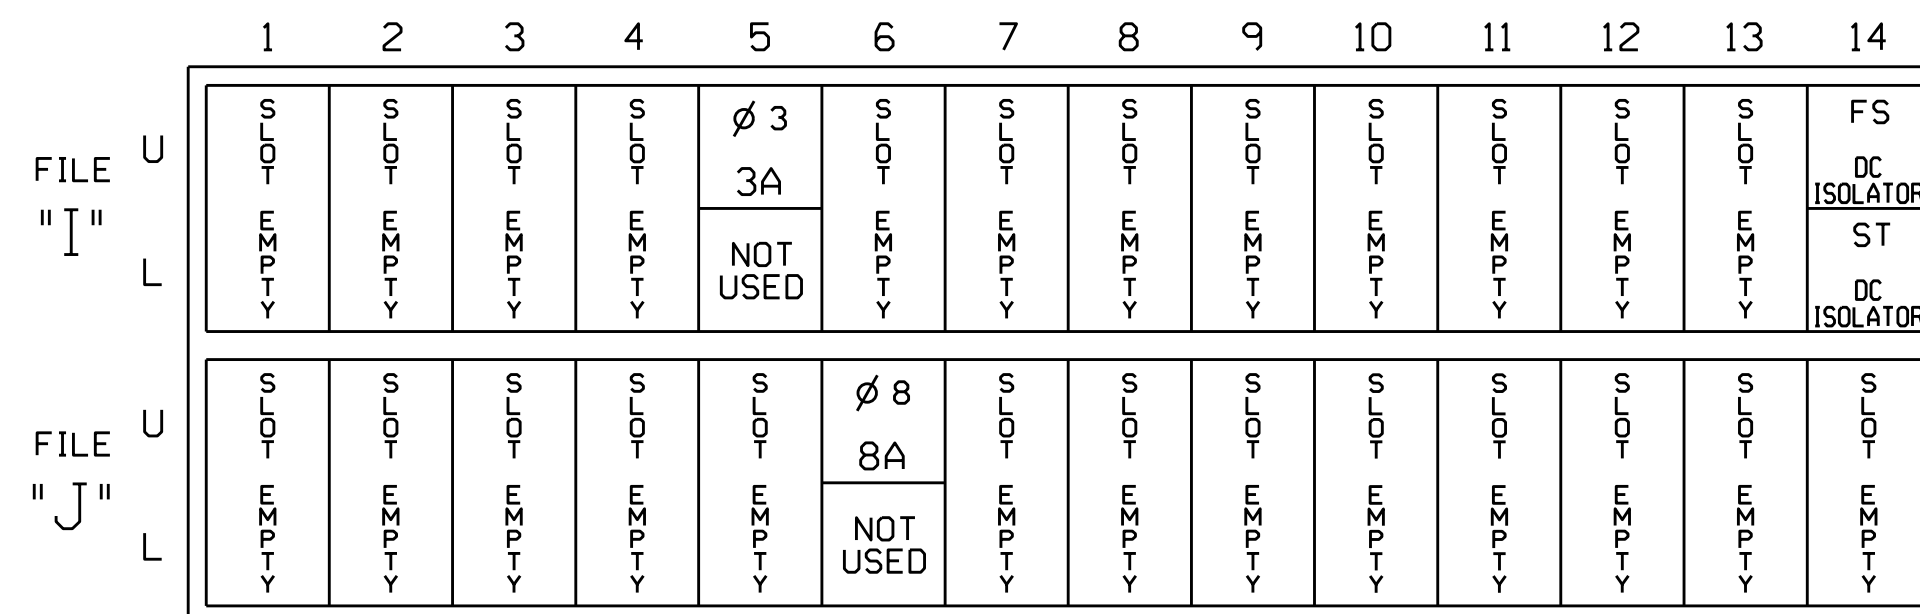 1 2 3 4 5 6 7 8 9 10 11 12 13 14
FILE "I"
U
L
SLOT EMPTY
SLOT EMPTY
SLOT EMPTY
SLOT EMPTY
Ø 3
3A
NOT
USED
SLOT EMPTY
SLOT EMPTY
SLOT EMPTY
SLOT EMPTY
SLOT EMPTY
SLOT EMPTY
SLOT EMPTY
SLOT EMPTY
FS
DC
ISOLATOR
ST
DC
ISOLATOR
FILE "J"
U
L
SLOT EMPTY
SLOT EMPTY
SLOT EMPTY
SLOT EMPTY
SLOT EMPTY
Ø 8
8A
NOT
USED
SLOT EMPTY
SLOT EMPTY
SLOT EMPTY
SLOT EMPTY
SLOT EMPTY
SLOT EMPTY
SLOT EMPTY
SLOT EMPTY